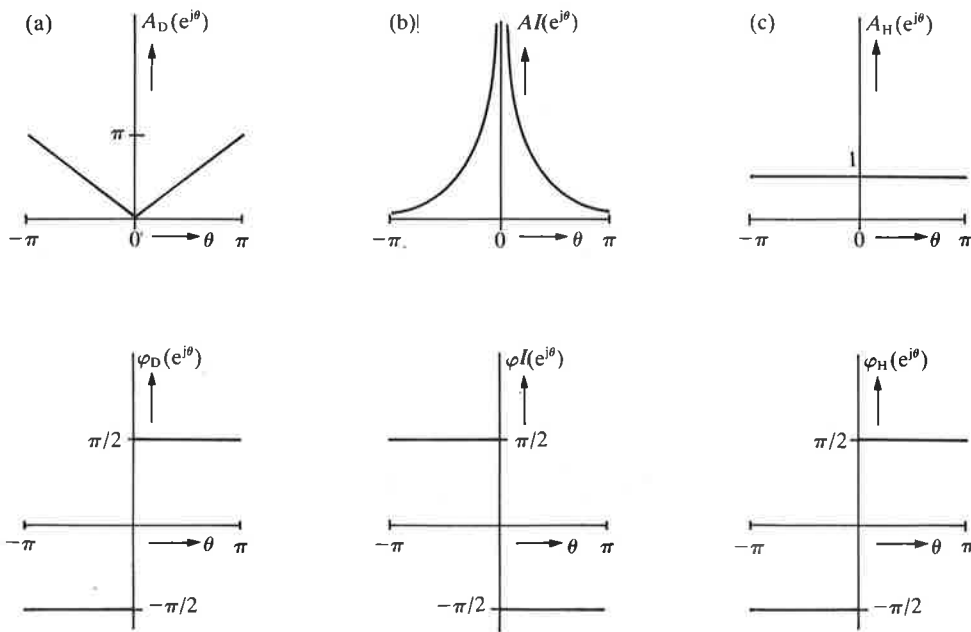 (a) A_D(e^{jθ})
π
−π 0 θ π
(b) AI(e^{jθ})
−π 0 θ π
(c) A_H(e^{jθ})
1
−π 0 θ π
φ_D(e^{jθ})
π/2
−π θ π
−π/2
φI(e^{jθ})
π/2
−π θ π
−π/2
φ_H(e^{jθ})
π/2
−π θ π
−π/2